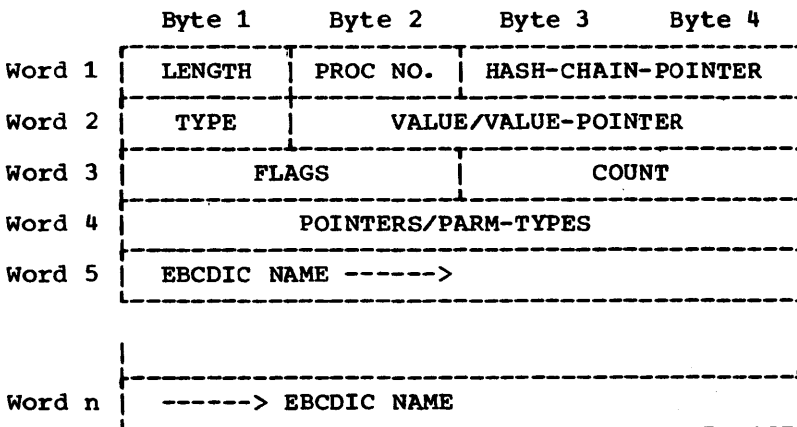 Byte 1 Byte 2 Byte 3 Byte 4
Word 1 LENGTH PROC NO. HASH-CHAIN-POINTER
Word 2 TYPE VALUE/VALUE-POINTER
Word 3 FLAGS COUNT
Word 4 POINTERS/PARM-TYPES
Word 5 EBCDIC NAME ------>
Word n ------> EBCDIC NAME